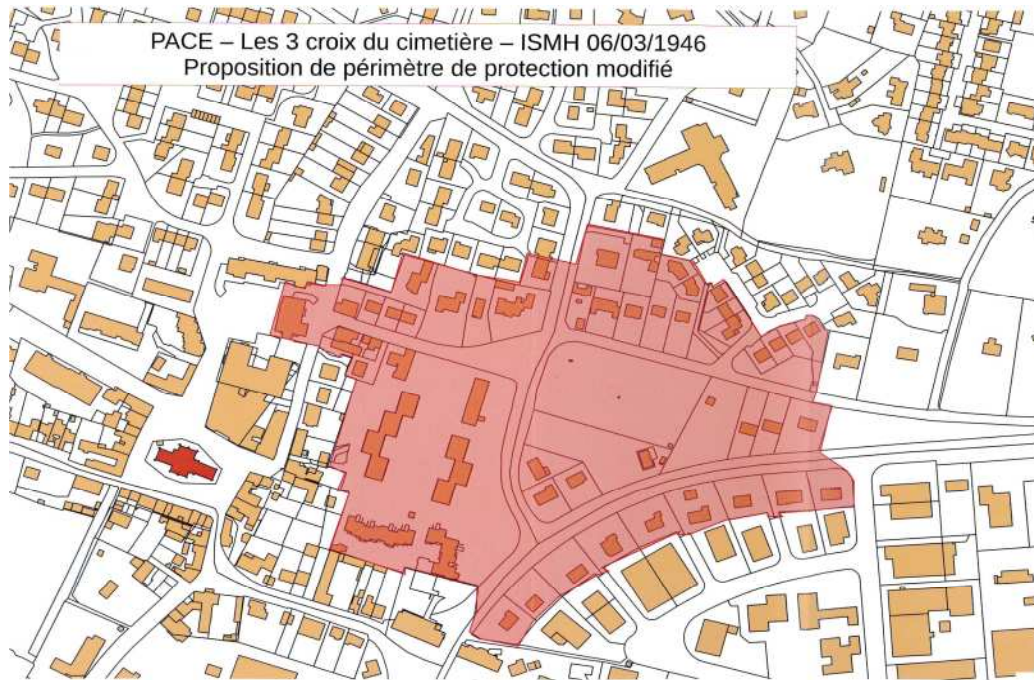 PACE – Les 3 croix du cimetière – ISMH 06/03/1946
Proposition de périmètre de protection modifié